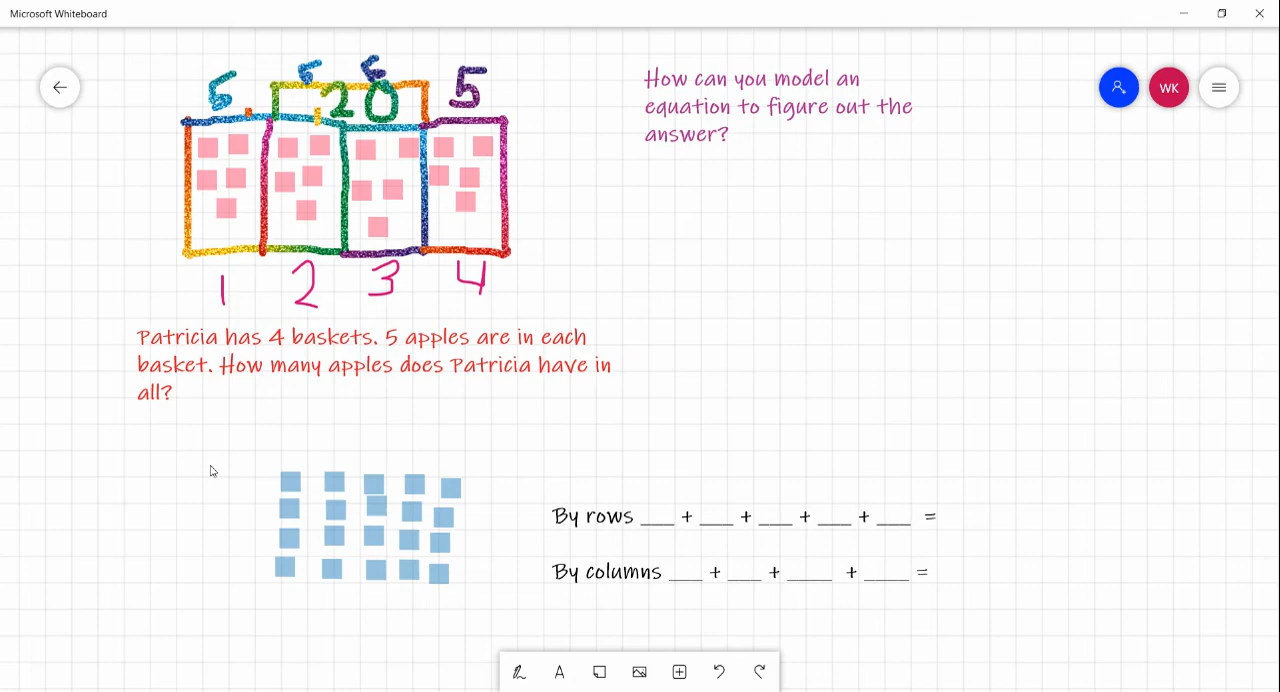 Microsoft Whiteboard
WK
5 5 5 5
20
How can you model an
equation to figure out the
answer?
1 2 3 4
Patricia has 4 baskets. 5 apples are in each
basket. How many apples does Patricia have in
all?
By rows ___ + ___ + ___ + ___ + ___ =
By columns ___ + ___ + ____ + ____ =
A